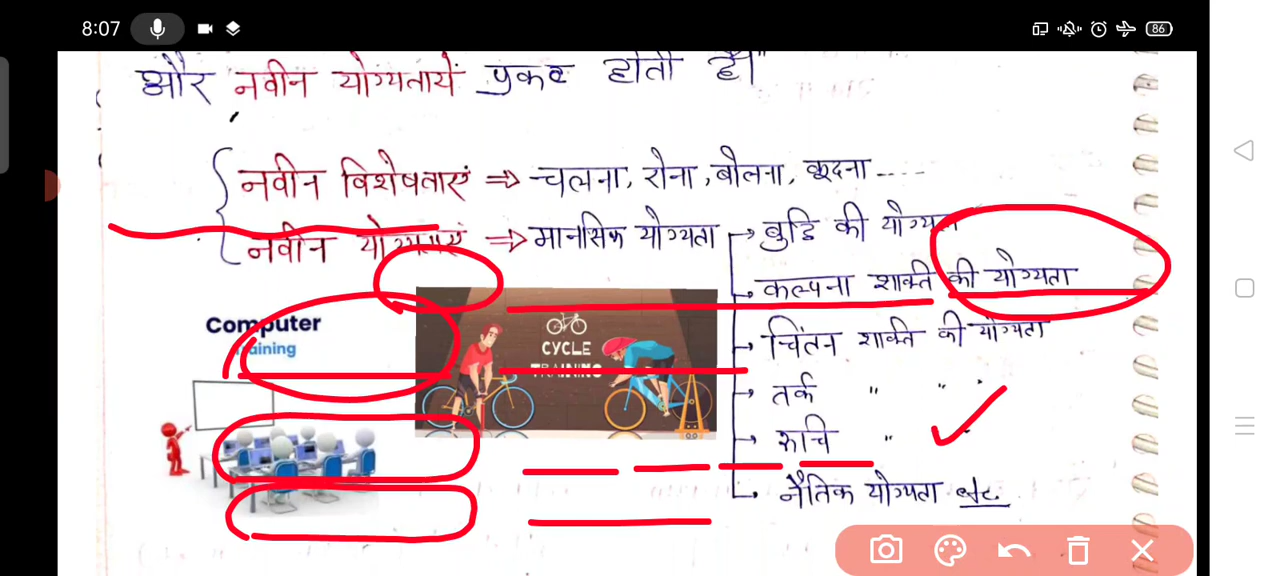 8:07
86
और नवीन योग्यतायें प्रकट होती हैं।"
नवीन विशेषताएं ⇒ चलना, रोना, बोलना, कूदना ....
नवीन योग्यताएं ⇒ मानसिक योग्यता → बुद्धि की योग्यता
→ कल्पना शक्ति की योग्यता
→ चिंतन शक्ति की योग्यता
→ तर्क " " "
→ रूचि " "
→ नैतिक योग्यता etc.
Computer
Training
CYCLE
TRAINING